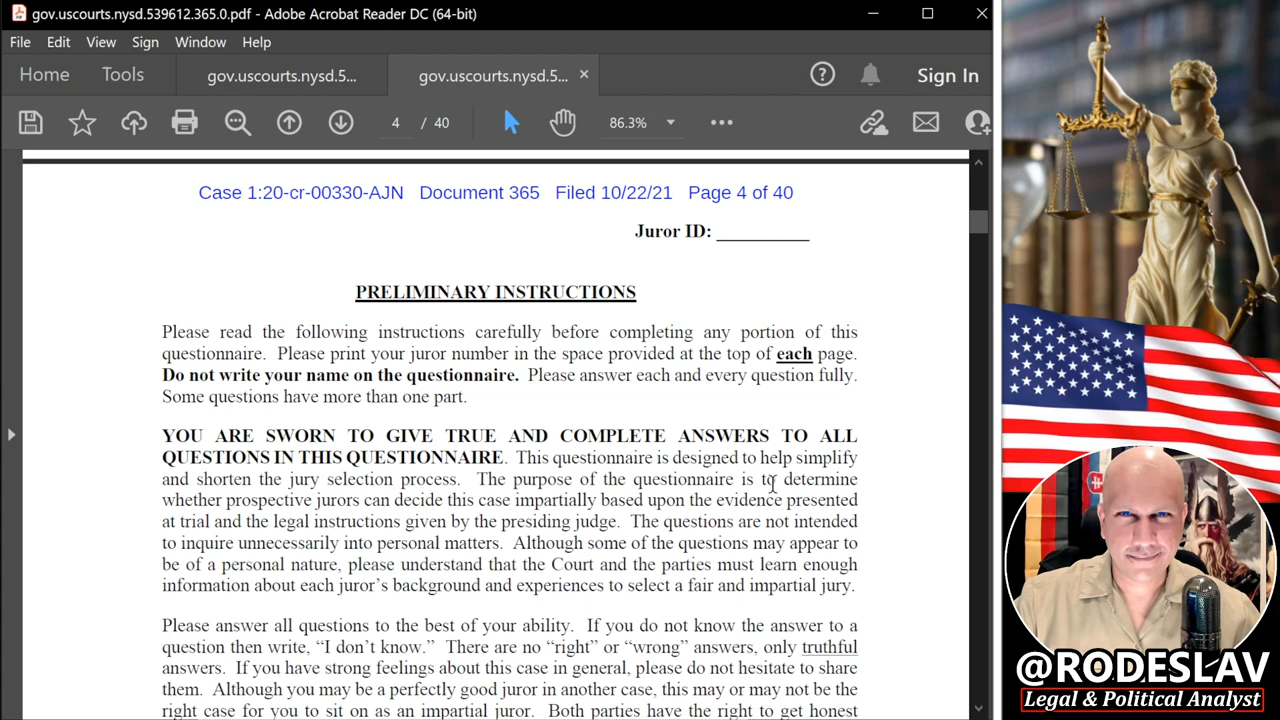 gov.uscourts.nysd.539612.365.0.pdf - Adobe Acrobat Reader DC (64-bit)
File Edit View Sign Window Help
Home Tools gov.uscourts.nysd.5... gov.uscourts.nysd.5... Sign In
4 / 40 86.3%
Case 1:20-cr-00330-AJN Document 365 Filed 10/22/21 Page 4 of 40
Juror ID: __________
PRELIMINARY INSTRUCTIONS
Please read the following instructions carefully before completing any portion of this
questionnaire. Please print your juror number in the space provided at the top of each page.
Do not write your name on the questionnaire. Please answer each and every question fully.
Some questions have more than one part.
YOU ARE SWORN TO GIVE TRUE AND COMPLETE ANSWERS TO ALL
QUESTIONS IN THIS QUESTIONNAIRE. This questionnaire is designed to help simplify
and shorten the jury selection process. The purpose of the questionnaire is to determine
whether prospective jurors can decide this case impartially based upon the evidence presented
at trial and the legal instructions given by the presiding judge. The questions are not intended
to inquire unnecessarily into personal matters. Although some of the questions may appear to
be of a personal nature, please understand that the Court and the parties must learn enough
information about each juror's background and experiences to select a fair and impartial jury.
Please answer all questions to the best of your ability. If you do not know the answer to a
question then write, "I don't know." There are no "right" or "wrong" answers, only truthful
answers. If you have strong feelings about this case in general, please do not hesitate to share
them. Although you may be a perfectly good juror in another case, this may or may not be the
right case for you to sit on as an impartial juror. Both parties have the right to get honest
@RODESLAV
Legal & Political Analyst